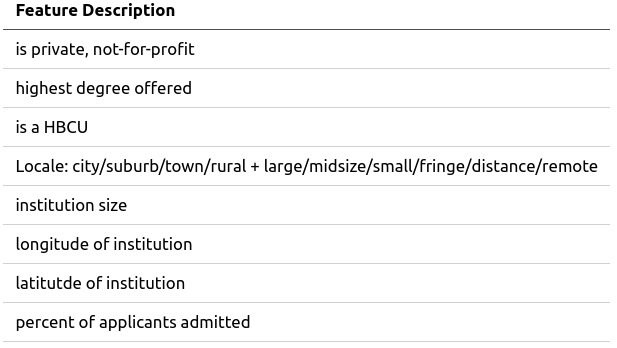 Feature Description
is private, not-for-profit
highest degree offered
is a HBCU
Locale: city/suburb/town/rural + large/midsize/small/fringe/distance/remote
institution size
longitude of institution
latitutde of institution
percent of applicants admitted